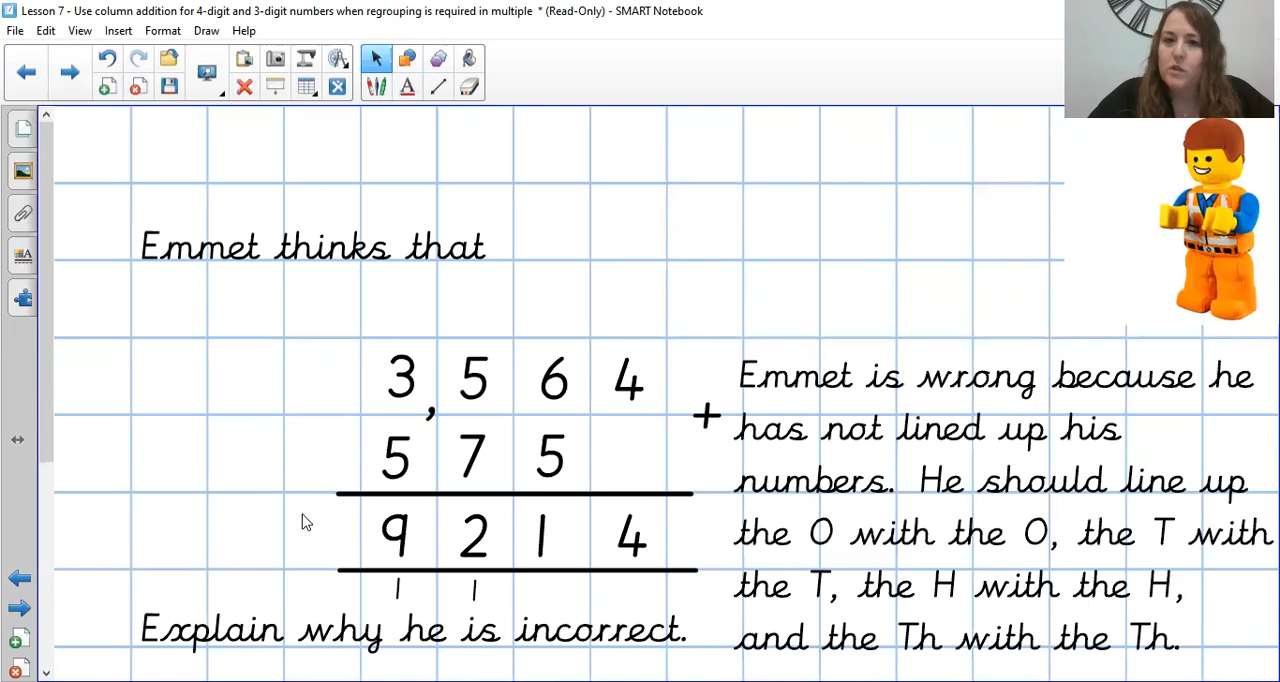 Lesson 7 - Use column addition for 4-digit and 3-digit numbers when regrouping is required in multiple * (Read-Only) - SMART Notebook
File Edit View Insert Format Draw Help
Emmet thinks that
3,564
+
575
9214
1 1
Explain why he is incorrect.
Emmet is wrong because he
has not lined up his
numbers. He should line up
the O with the O, the T with
the T, the H with the H,
and the Th with the Th.